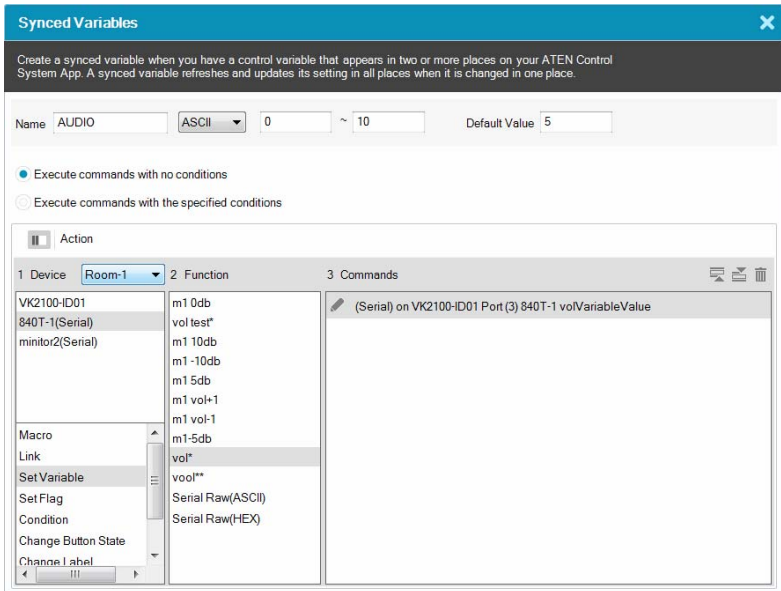 Synced Variables
Create a synced variable when you have a control variable that appears in two or more places on your ATEN Control
System App. A synced variable refreshes and updates its setting in all places when it is changed in one place.
Name AUDIO ASCII 0 ~ 10 Default Value 5
Execute commands with no conditions
Execute commands with the specified conditions
Action
1 Device Room-1 2 Function 3 Commands
VK2100-ID01
840T-1(Serial)
minitor2(Serial)
Macro
Link
Set Variable
Set Flag
Condition
Change Button State
Change Label
m1 0db
vol test*
m1 10db
m1 -10db
m1 5db
m1 vol+1
m1 vol-1
m1-5db
vol*
vool**
Serial Raw(ASCII)
Serial Raw(HEX)
(Serial) on VK2100-ID01 Port (3) 840T-1 volVariableValue